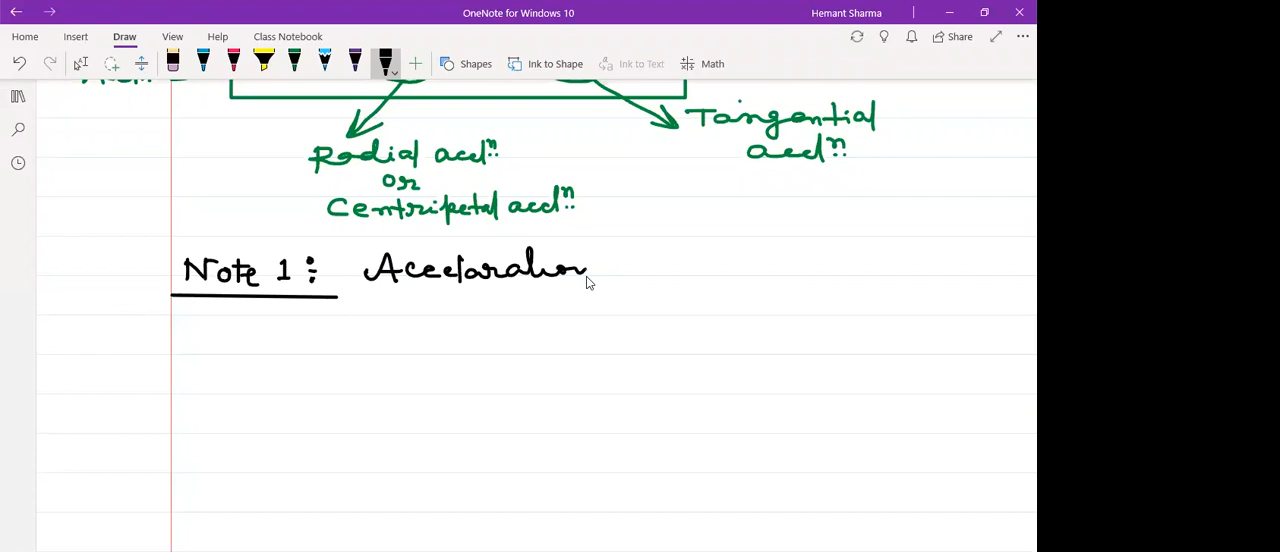 OneNote for Windows 10
Hemant Sharma
Home Insert Draw View Help Class Notebook Share
Shapes Ink to Shape Ink to Text Math
Tangential
accln
Radial accln
or
Centripetal accln
Note 1: Accelaration